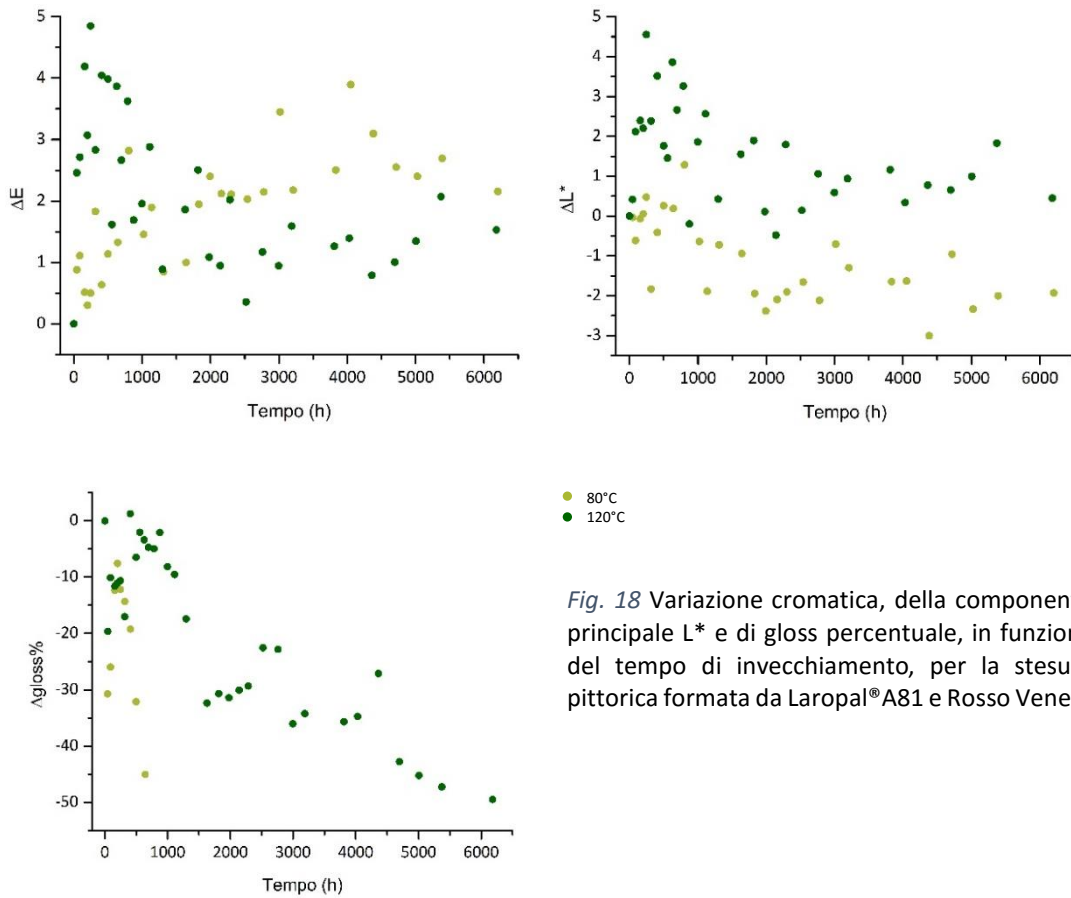 5
4
3
2
1
0
ΔE
0 1000 2000 3000 4000 5000 6000
Tempo (h)
5
4
3
2
1
0
-1
-2
-3
ΔL*
0 1000 2000 3000 4000 5000 6000
Tempo (h)
0
-10
-20
-30
-40
-50
Δgloss%
0 1000 2000 3000 4000 5000 6000
Tempo (h)
80°C
120°C
Fig. 18 Variazione cromatica, della componen
principale L* e di gloss percentuale, in funzion
del tempo di invecchiamento, per la stesu
pittorica formata da Laropal®A81 e Rosso Vene